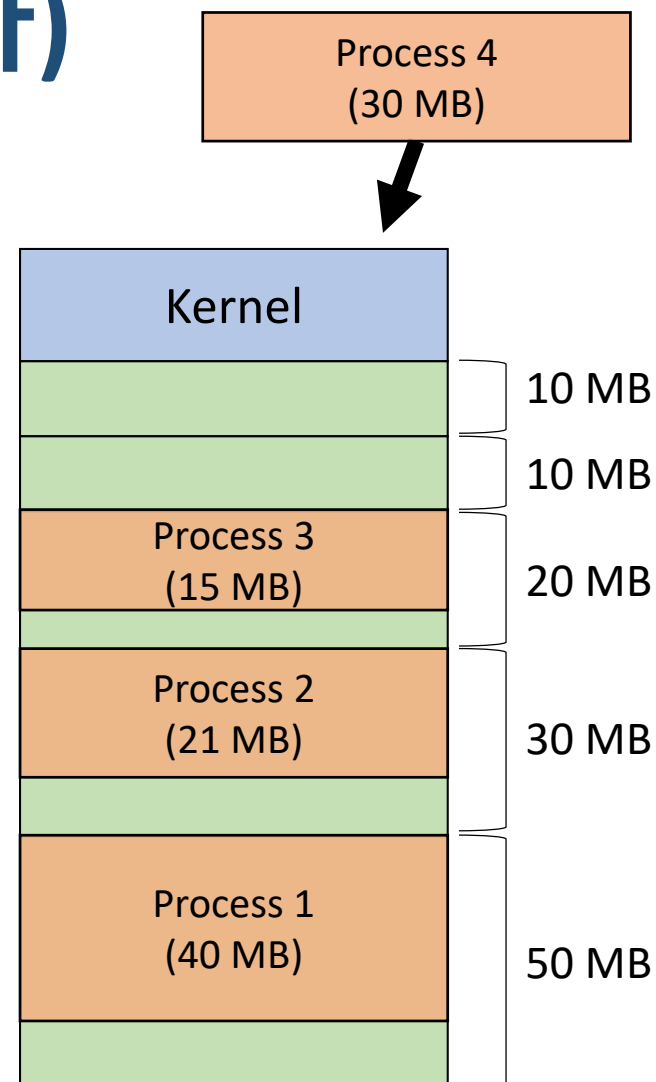 F)
Process 4
(30 MB)
Kernel
10 MB
10 MB
Process 3
(15 MB)
20 MB
Process 2
(21 MB)
30 MB
Process 1
(40 MB)
50 MB